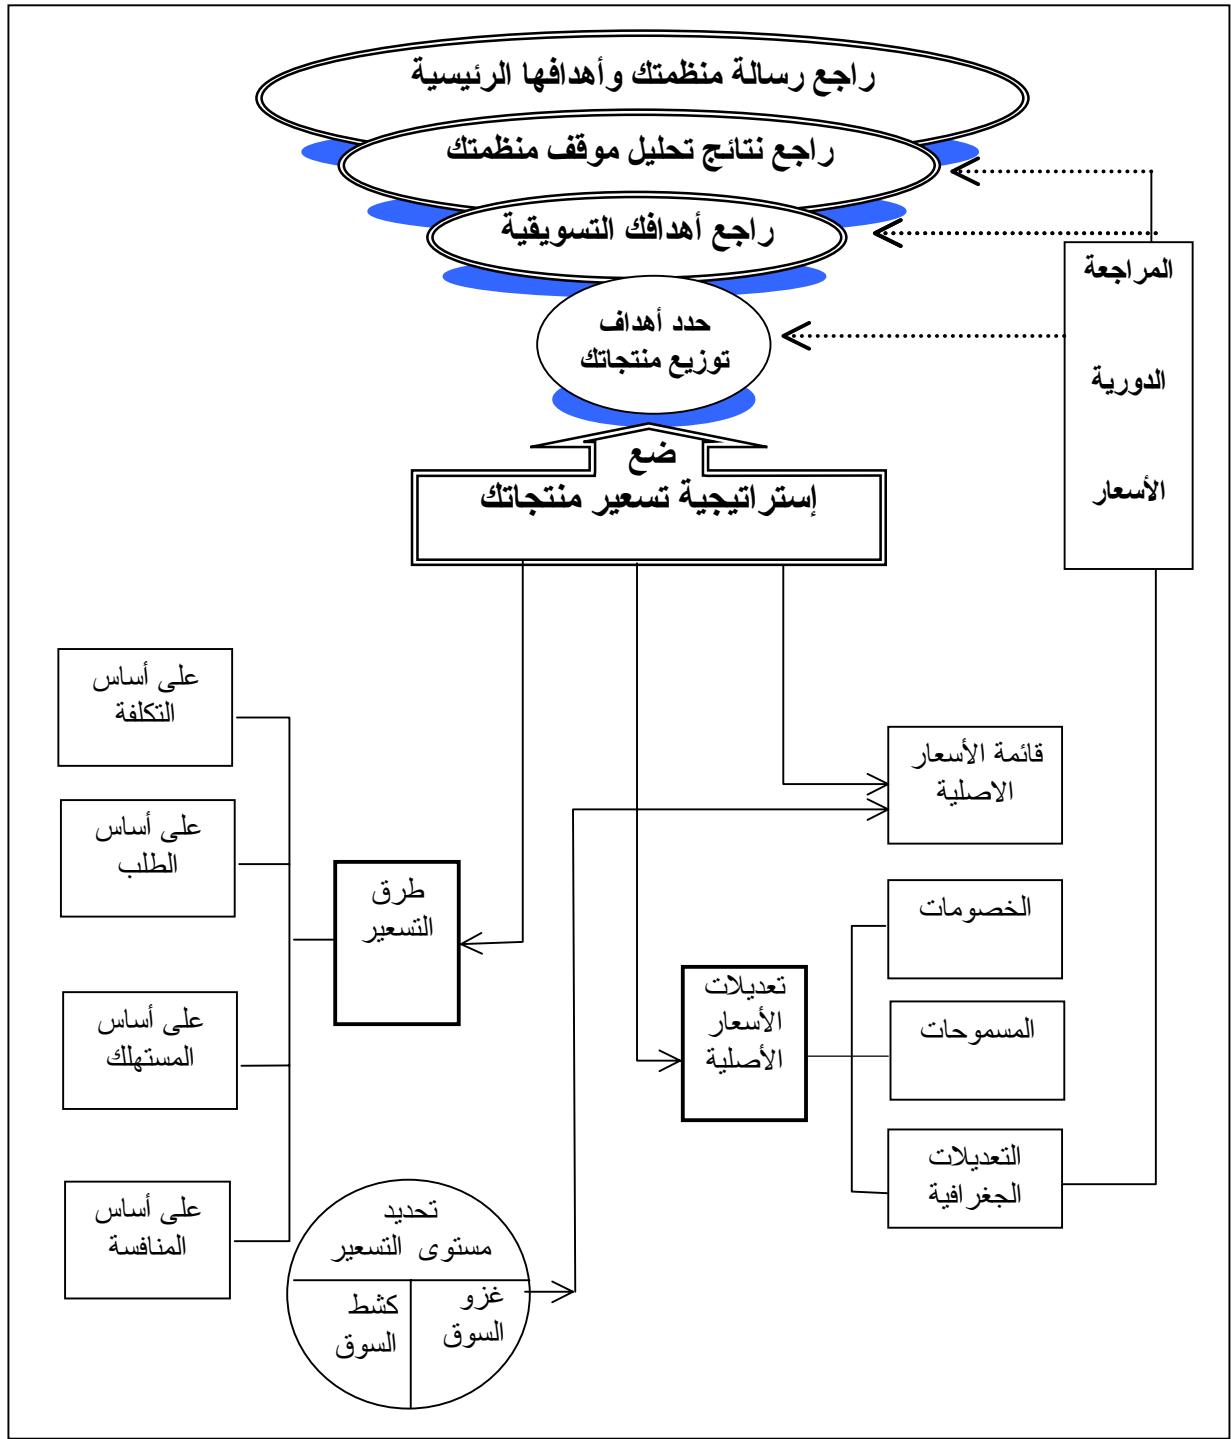 راجع رسالة منظمتك وأهدافها الرئيسية
راجع نتائج تحليل موقف منظمتك
راجع أهدافك التسويقية
حدد أهداف
توزيع منتجاتك
المراجعة
الدورية
الأسعار
ضع
إستراتيجية تسعير منتجاتك
قائمة الأسعار
الاصلية
الخصومات
تعديلات
الأسعار
الأصلية
المسموحات
التعديلات
الجغرافية
طرق
التسعير
على أساس
التكلفة
على أساس
الطلب
على أساس
المستهلك
على أساس
المنافسة
تحديد
مستوى التسعير
غزو
السوق
كشط
السوق